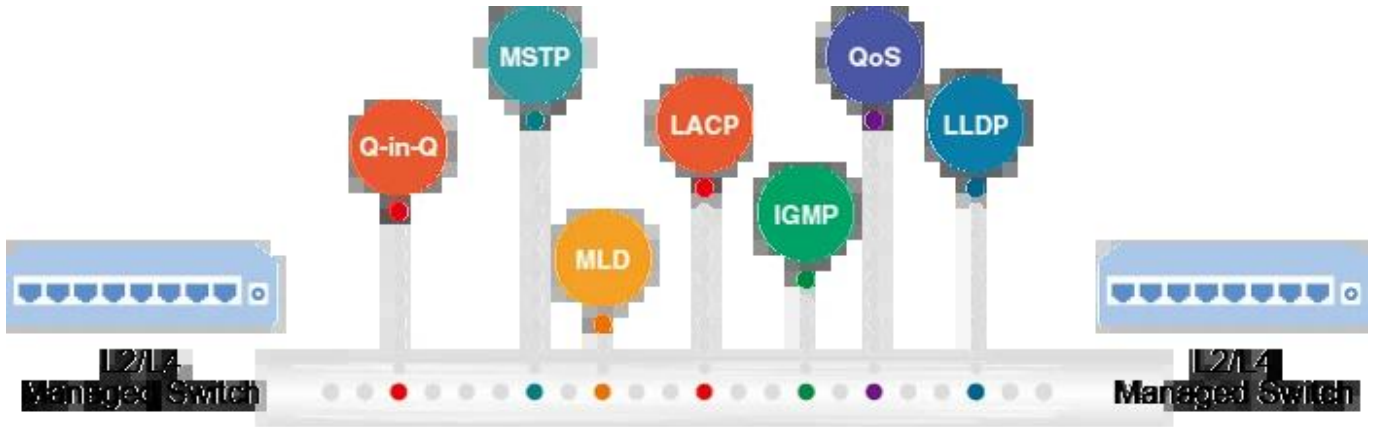 MSTP
QoS
LACP
LLDP
Q-in-Q
IGMP
MLD
L2/L4
Managed Switch
L2/L4
Managed Switch